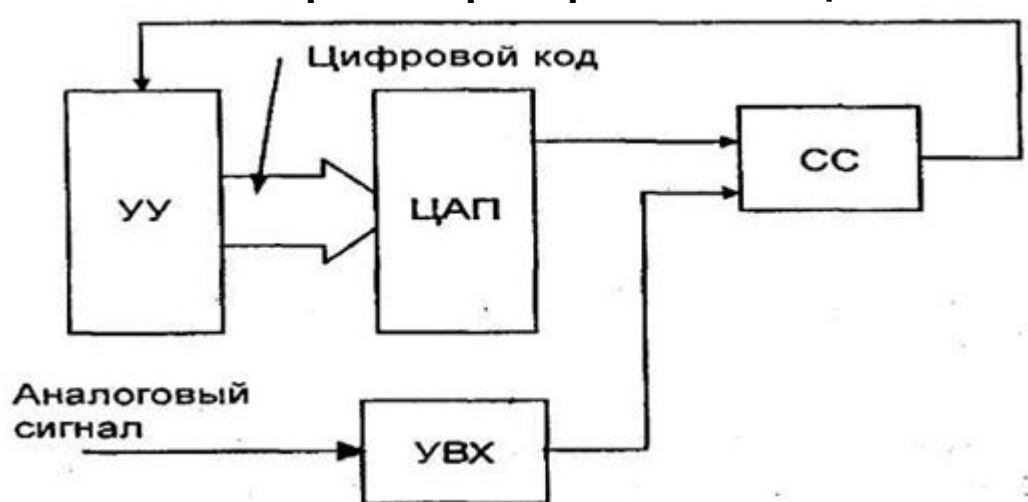 Цифровой код
УУ
ЦАП
СС
Аналоговый
сигнал
УВХ